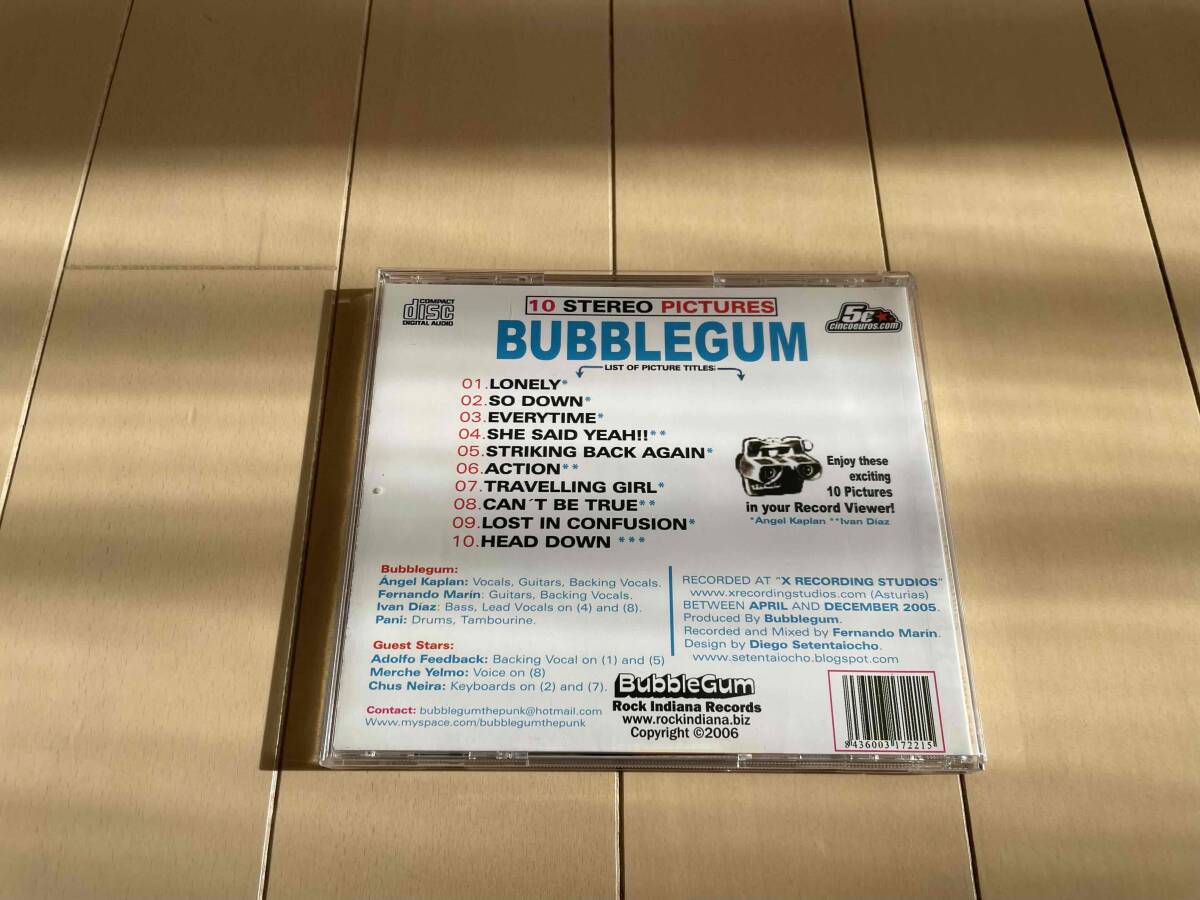 COMPACT
disc
DIGITAL AUDIO
10 STEREO PICTURES
BUBBLEGUM
LIST OF PICTURE TITLES:
5€
cincoeuros.com
01.LONELY*
02.SO DOWN*
03.EVERYTIME*
04.SHE SAID YEAH!!**
05.STRIKING BACK AGAIN*
06.ACTION**
07.TRAVELLING GIRL*
08.CAN´T BE TRUE**
09.LOST IN CONFUSION*
10.HEAD DOWN ***
Enjoy these
exciting
10 Pictures
in your Record Viewer!
*Ángel Kaplan **Ivan Díaz
Bubblegum:
Ángel Kaplan: Vocals, Guitars, Backing Vocals.
Fernando Marín: Guitars, Backing Vocals.
Ivan Díaz: Bass, Lead Vocals on (4) and (8).
Pani: Drums, Tambourine.
Guest Stars:
Adolfo Feedback: Backing Vocal on (1) and (5)
Merche Yelmo: Voice on (8)
Chus Neira: Keyboards on (2) and (7).
Contact: bubblegumthepunk@hotmail.com
Www.myspace.com/bubblegumthepunk
RECORDED AT "X RECORDING STUDIOS"
www.xrecordingstudios.com (Asturias)
BETWEEN APRIL AND DECEMBER 2005.
Produced By Bubblegum.
Recorded and Mixed by Fernando Marín.
Design by Diego Setentaiocho.
www.setentaiocho.blogspot.com
BubbleGum
Rock Indiana Records
www.rockindiana.biz
Copyright ©2006
8436003172215